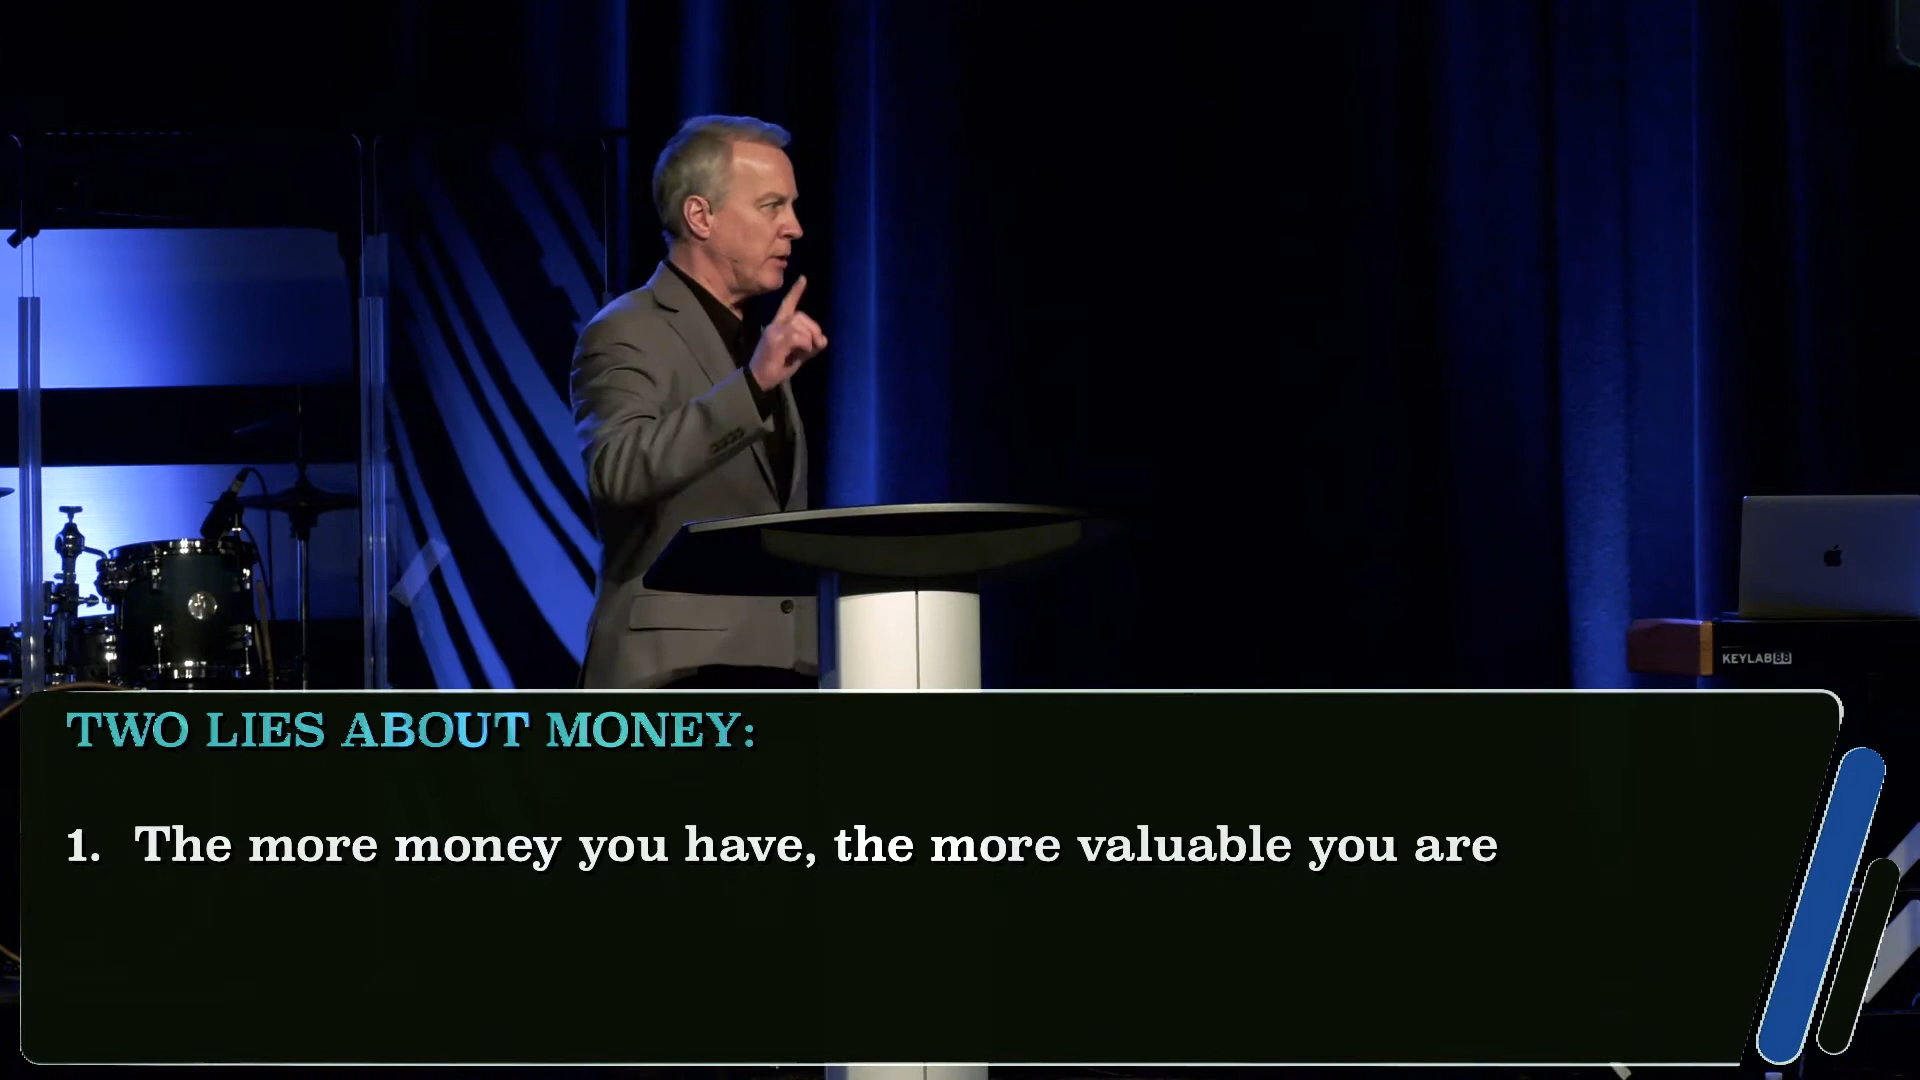 KEYLAB88
TWO LIES ABOUT MONEY:
1. The more money you have, the more valuable you are